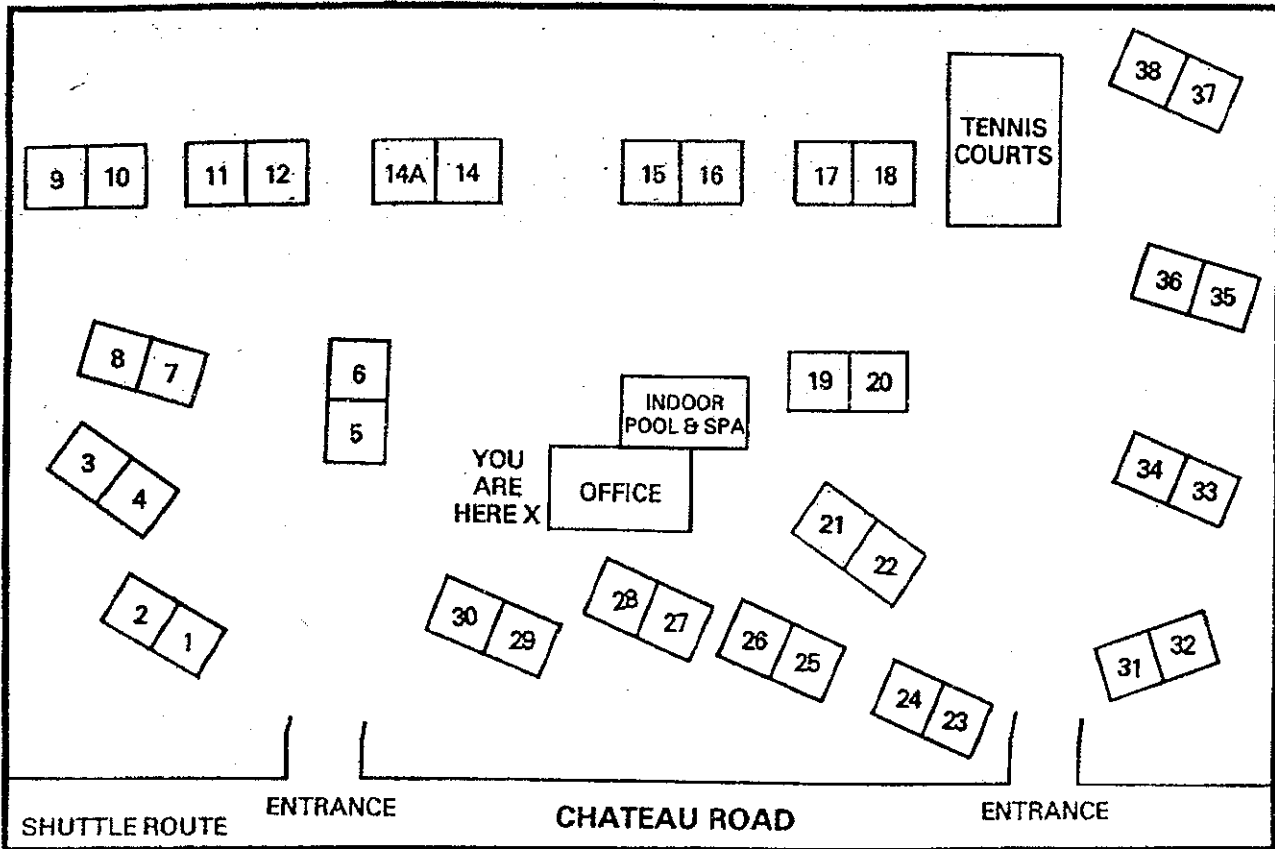 38 37
TENNIS
COURTS
9 10 11 12 14A 14 15 16 17 18
36 35
8 7
6
5
19 20
INDOOR
POOL & SPA
3 4
YOU
ARE
HERE X
OFFICE
34 33
21 22
2 1
30 29
28 27
26 25
24 23
31 32
ENTRANCE
CHATEAU ROAD
ENTRANCE
SHUTTLE ROUTE